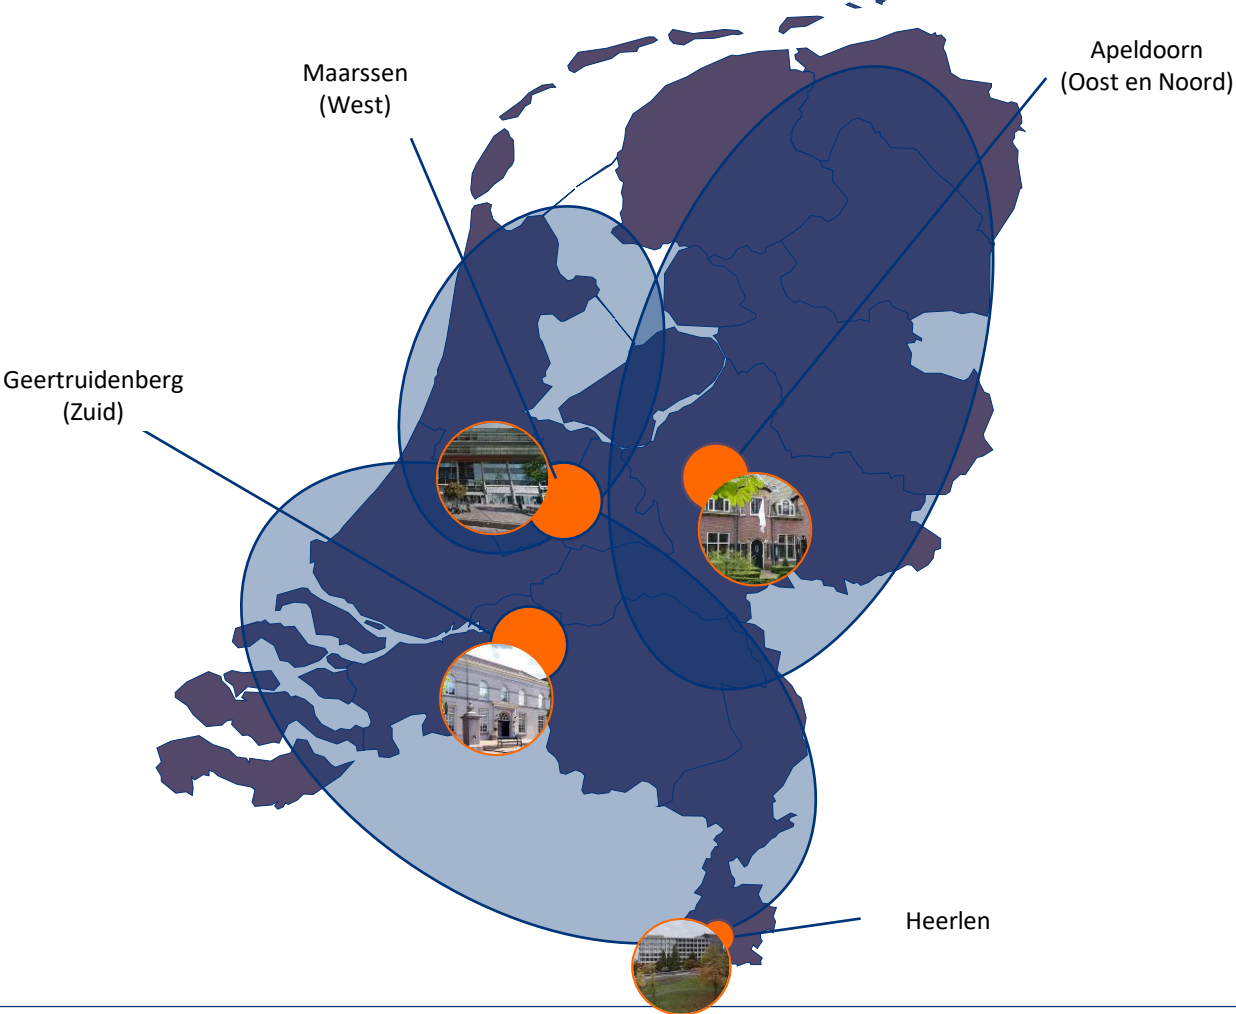 Apeldoorn
(Oost en Noord)
Maarssen
(West)
Geertruidenberg
(Zuid)
Heerlen